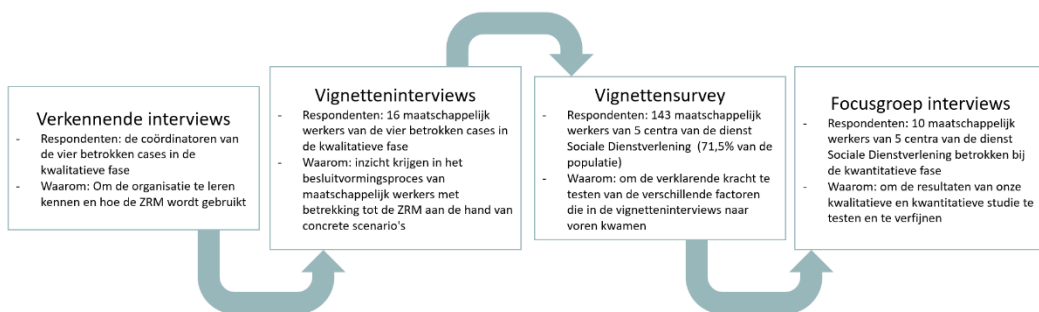 Verkennende interviews
- Respondenten: de coördinatoren van
de vier betrokken cases in de
kwalitatieve fase
- Waarom: Om de organisatie te leren
kennen en hoe de ZRM wordt gebruikt
Vignetteninterviews
- Respondenten: 16 maatschappelijk
werkers van de vier betrokken cases in
de kwalitatieve fase
- Waarom: inzicht krijgen in het
besluitvormingsproces van
maatschappelijk werkers met
betrekking tot de ZRM aan de hand van
concrete scenario's
Vignettensurvey
- Respondenten: 143 maatschappelijk
werkers van 5 centra van de dienst
Sociale Dienstverlening (71,5% van de
populatie)
- Waarom: om de verklarende kracht te
testen van de verschillende factoren
die in de vignetteninterviews naar
voren kwamen
Focusgroep interviews
- Respondenten: 10 maatschappelijk
werkers van 5 centra van de dienst
Sociale Dienstverlening betrokken bij
de kwantitatieve fase
- Waarom: om de resultaten van onze
kwalitatieve en kwantitatieve studie te
testen en te verfijnen